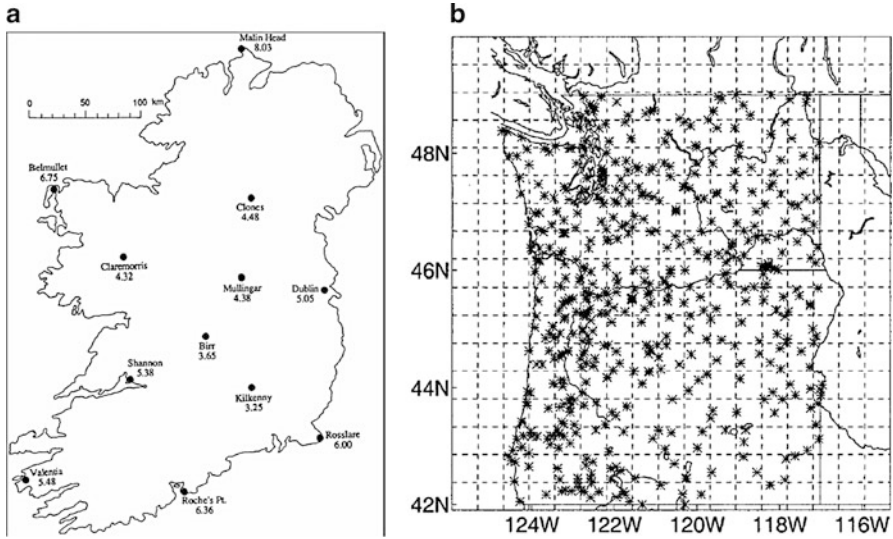 a
Malin Head
8.03
0 50 100 km
Belmullet
6.75
Clones
4.48
Claremorris
4.32
Mullingar
4.38
Dublin
5.05
Birr
3.65
Shannon
5.38
Kilkenny
3.25
Rosslare
6.00
Valentia
5.48
Roche's Pt.
6.36
b
48N
46N
44N
42N
124W 122W 120W 118W 116W